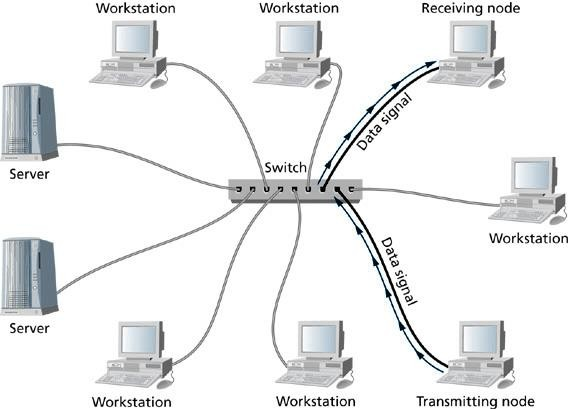 Workstation
Workstation
Receiving node
Data signal
Server
Switch
Workstation
Data signal
Server
Workstation
Workstation
Transmitting node